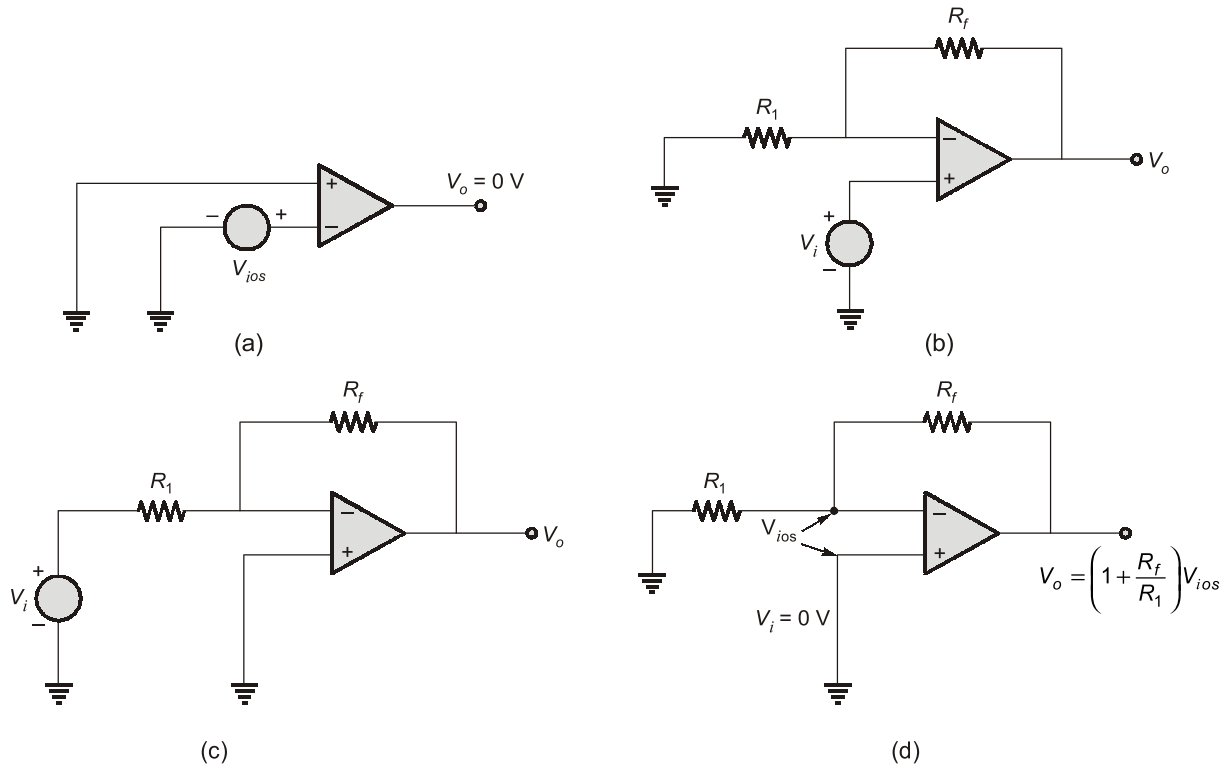 +
−
− +
V_ios
V_o = 0 V
(a)
R_f
R_1
−
+
V_o
+
V_i
−
(b)
R_f
R_1
−
+
V_o
+
V_i
−
(c)
R_f
R_1
V_ios
−
+
V_o = (1 + R_f/R_1) V_ios
V_i = 0 V
(d)